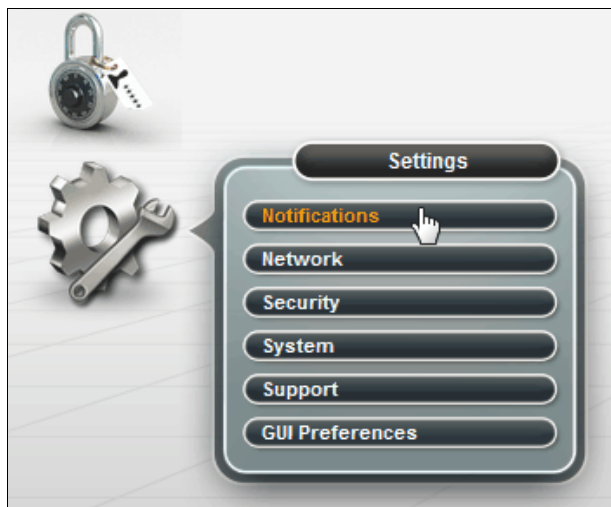 Settings
Notifications
Network
Security
System
Support
GUI Preferences